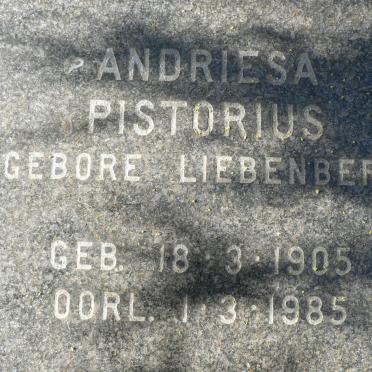 ANDRIESA
PISTORIUS
GEBORE LIEBENBER
GEB. 18·3·1905
OORL. 1·3·1985